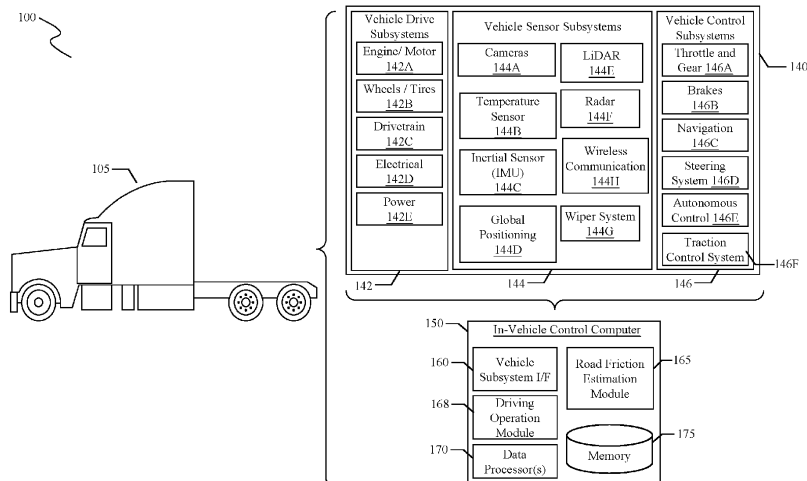 100
105
Vehicle Drive
Subsystems
Engine/ Motor
142A
Wheels / Tires
142B
Drivetrain
142C
Electrical
142D
Power
142E
142
Vehicle Sensor Subsystems
Cameras
144A
LiDAR
144E
Temperature
Sensor
144B
Radar
144F
Inertial Sensor
(IMU)
144C
Wireless
Communication
144H
Global
Positioning
144D
Wiper System
144G
144
Vehicle Control
Subsystems
Throttle and
Gear 146A
Brakes
146B
Navigation
146C
Steering
System 146D
Autonomous
Control 146E
Traction
Control System
146F
146
140
150
In-Vehicle Control Computer
160
Vehicle
Subsystem I/F
Road Friction
Estimation
Module
165
168
Driving
Operation
Module
170
Data
Processor(s)
Memory
175